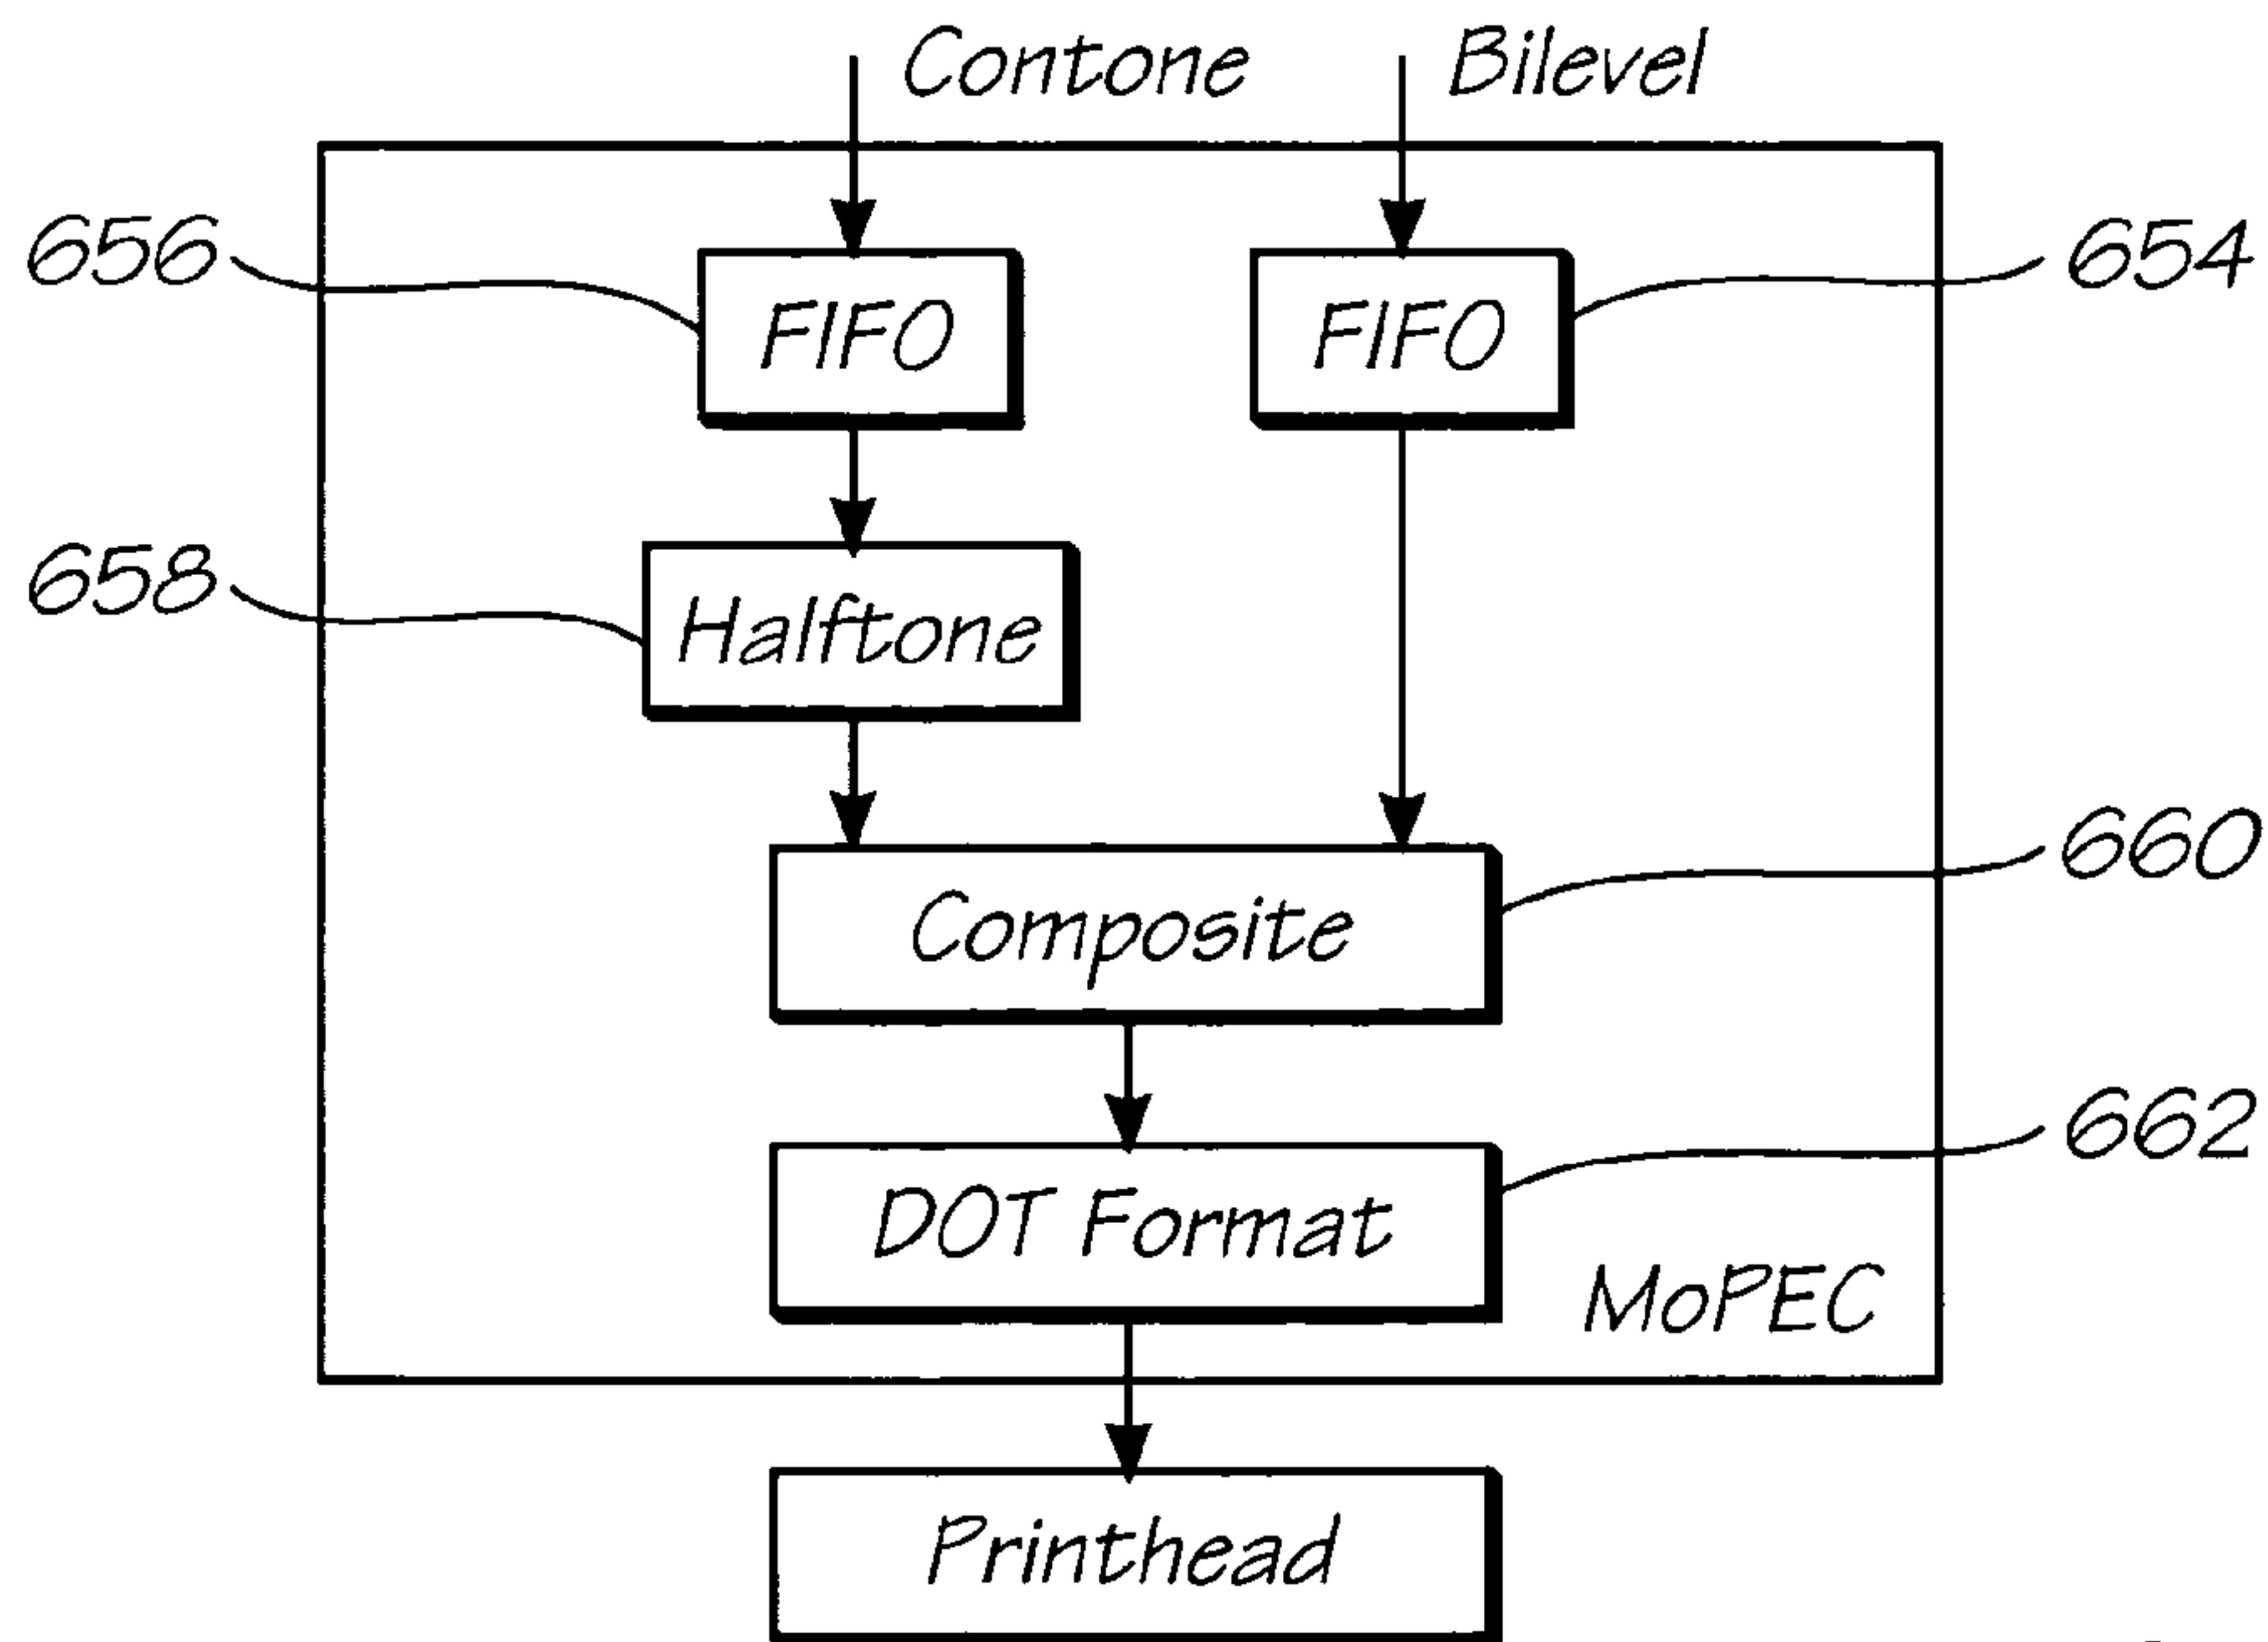 Contone
Bilevel
656
FIFO
FIFO
654
658
Halftone
660
Composite
662
DOT Format
MoPEC
Printhead